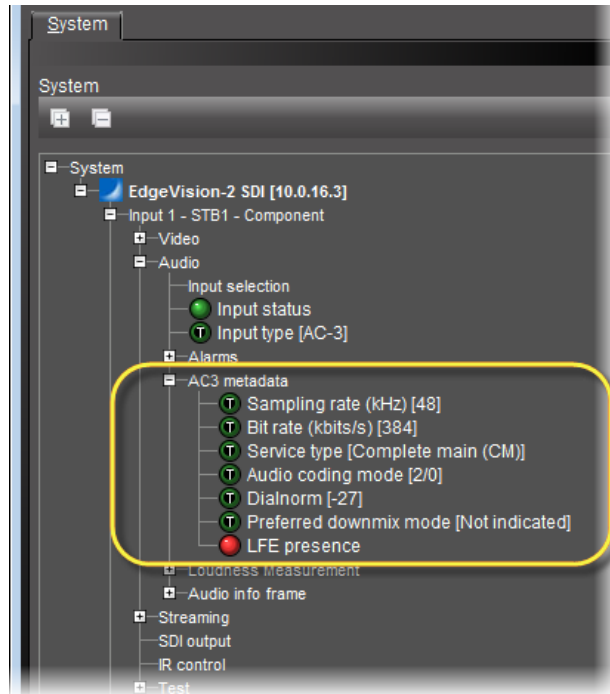 System
System
System
EdgeVision-2 SDI [10.0.16.3]
Input 1 - STB1 - Component
Video
Audio
Input selection
Input status
T Input type [AC-3]
Alarms
AC3 metadata
T Sampling rate (kHz) [48]
T Bit rate (kbits/s) [384]
T Service type [Complete main (CM)]
T Audio coding mode [2/0]
T Dialnorm [-27]
T Preferred downmix mode [Not indicated]
LFE presence
Loudness Measurement
Audio info frame
Streaming
SDI output
IR control
Test